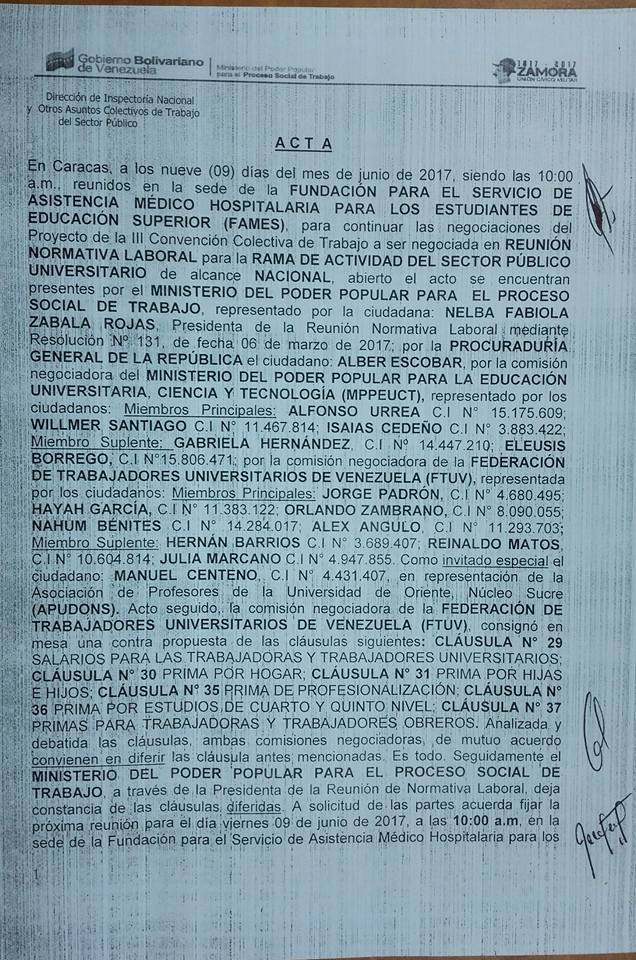 Gobierno Bolivariano
de Venezuela
Ministerio del Poder Popular
para el Proceso Social de Trabajo
1817 - 2017
ZAMORA
UNIÓN CÍVICO MILITAR
Dirección de Inspectoría Nacional
y Otros Asuntos Colectivos de Trabajo
del Sector Público
ACTA
En Caracas, a los nueve (09) días del mes de junio de 2017, siendo las 10:00
a.m., reunidos en la sede de la FUNDACIÓN PARA EL SERVICIO DE
ASISTENCIA MÉDICO HOSPITALARIA PARA LOS ESTUDIANTES DE
EDUCACIÓN SUPERIOR (FAMES), para continuar las negociaciones del
Proyecto de la III Convención Colectiva de Trabajo a ser negociada en REUNIÓN
NORMATIVA LABORAL para la RAMA DE ACTIVIDAD DEL SECTOR PÚBLICO
UNIVERSITARIO de alcance NACIONAL, abierto el acto se encuentran
presentes por el MINISTERIO DEL PODER POPULAR PARA EL PROCESO
SOCIAL DE TRABAJO, representado por la ciudadana: NELBA FABIOLA
ZABALA ROJAS, Presidenta de la Reunión Normativa Laboral mediante
Resolución Nº 131, de fecha 06 de marzo de 2017; por la PROCURADURÍA
GENERAL DE LA REPÚBLICA el ciudadano: ALBER ESCOBAR, por la comisión
negociadora del MINISTERIO DEL PODER POPULAR PARA LA EDUCACIÓN
UNIVERSITARIA, CIENCIA Y TECNOLOGÍA (MPPEUCT), representado por los
ciudadanos: Miembros Principales: ALFONSO URREA C.I N° 15.175.609;
WILLMER SANTIAGO C.I N° 11.467.814; ISAIAS CEDEÑO C.I N° 3.883.422;
Miembro Suplente: GABRIELA HERNÁNDEZ, C.I Nº 14.447.210; ELEUSIS
BORREGO, C.I N°15.806.471; por la comisión negociadora de la FEDERACIÓN
DE TRABAJADORES UNIVERSITARIOS DE VENEZUELA (FTUV), representada
por los ciudadanos: Miembros Principales: JORGE PADRÓN, C.I N° 4.680.495;
HAYAH GARCÍA, C.I N° 11.383.122; ORLANDO ZAMBRANO, C.I N° 8.090.055;
NAHUM BÉNITES C.I N° 14.284.017; ALEX ANGULO, C.I N° 11.293.703;
Miembro Suplente: HERNÁN BARRIOS C.I N° 3.689.407; REINALDO MATOS,
C.I N° 10.604.814; JULIA MARCANO C.I N° 4.947.855. Como invitado especial el
ciudadano: MANUEL CENTENO, C.I N° 4.431.407, en representación de la
Asociación de Profesores de la Universidad de Oriente, Núcleo Sucre
(APUDONS). Acto seguido, la comisión negociadora de la FEDERACIÓN DE
TRABAJADORES UNIVERSITARIOS DE VENEZUELA (FTUV), consignó en
mesa una contra propuesta de las cláusulas siguientes: CLÁUSULA N° 29
SALARIOS PARA LAS TRABAJADORAS Y TRABAJADORES UNIVERSITARIOS;
CLÁUSULA N° 30 PRIMA POR HOGAR; CLÁUSULA N° 31 PRIMA POR HIJAS
E HIJOS; CLÁUSULA N° 35 PRIMA DE PROFESIONALIZACIÓN; CLÁUSULA N°
36 PRIMA POR ESTUDIOS DE CUARTO Y QUINTO NIVEL; CLÁUSULA N° 37
PRIMAS PARA TRABAJADORAS Y TRABAJADORES OBREROS. Analizada y
debatida las cláusulas, ambas comisiones negociadoras, de mutuo acuerdo
convienen en diferir las cláusula antes mencionadas. Es todo. Seguidamente el
MINISTERIO DEL PODER POPULAR PARA EL PROCESO SOCIAL DE
TRABAJO, a través de la Presidenta de la Reunión de Normativa Laboral, deja
constancia de las cláusulas diferidas. A solicitud de las partes acuerda fijar la
próxima reunión para el día viernes 09 de junio de 2017, a las 10:00 a.m, en la
sede de la Fundación para el Servicio de Asistencia Médico Hospitalaria para los
1